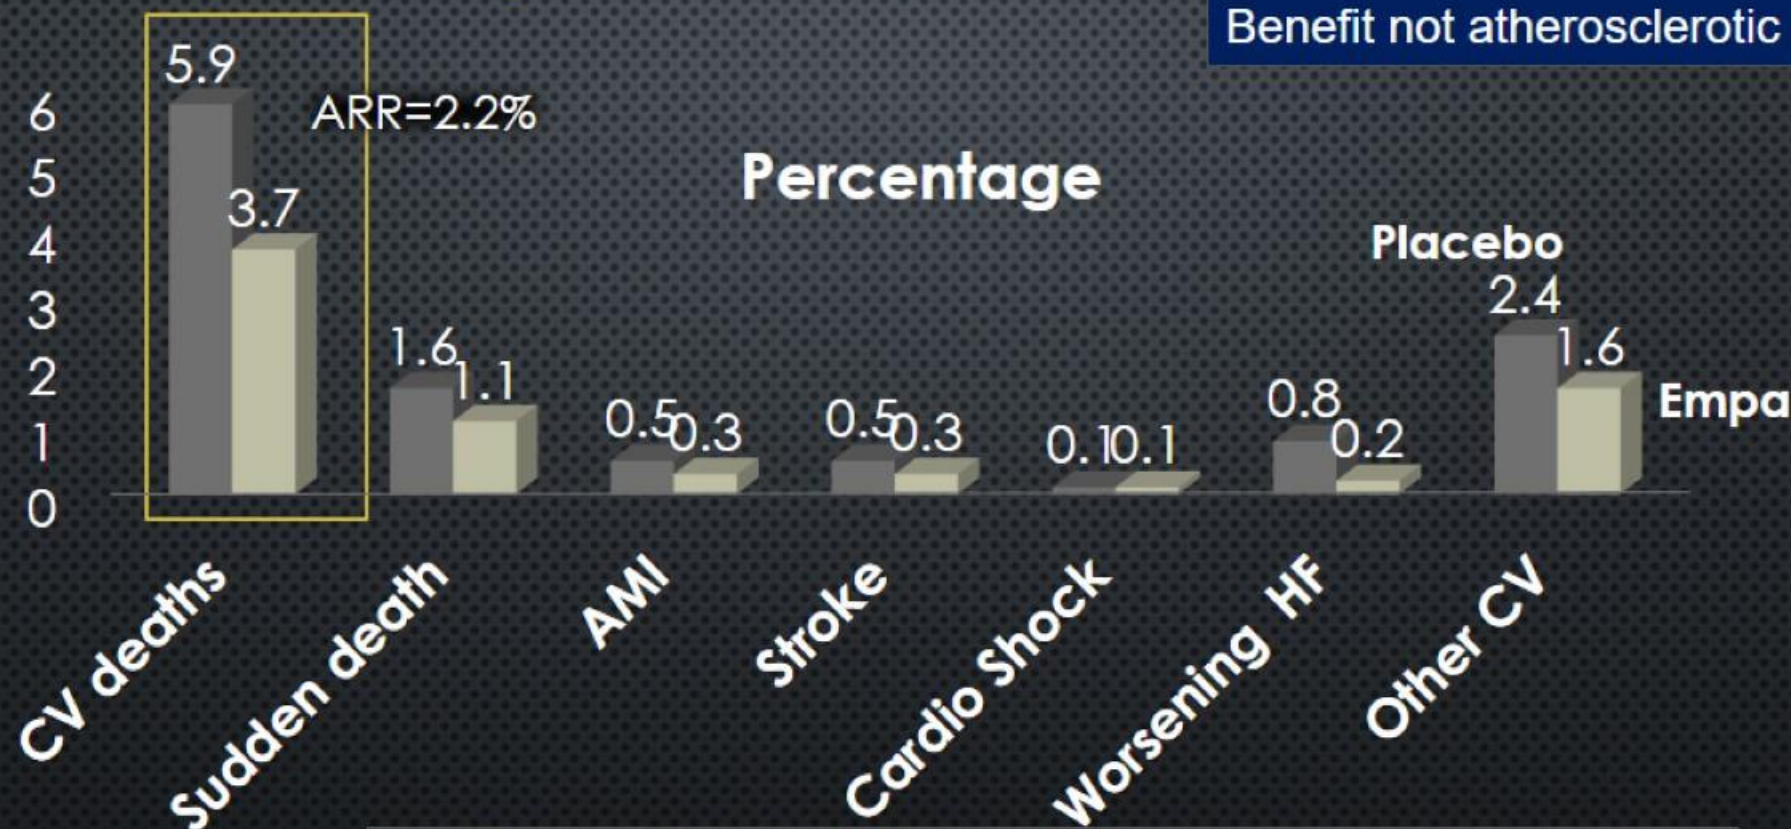 Benefit not atherosclerotic
5.9
ARR=2.2%
3.7
Percentage
6
5
4
3
2
1
0
1.6
1.1
0.5
0.3
0.5
0.3
0.1
0.1
0.8
0.2
Placebo
2.4
1.6
Empa
CV deaths
Sudden death
AMI
Stroke
Cardio Shock
Worsening HF
Other CV